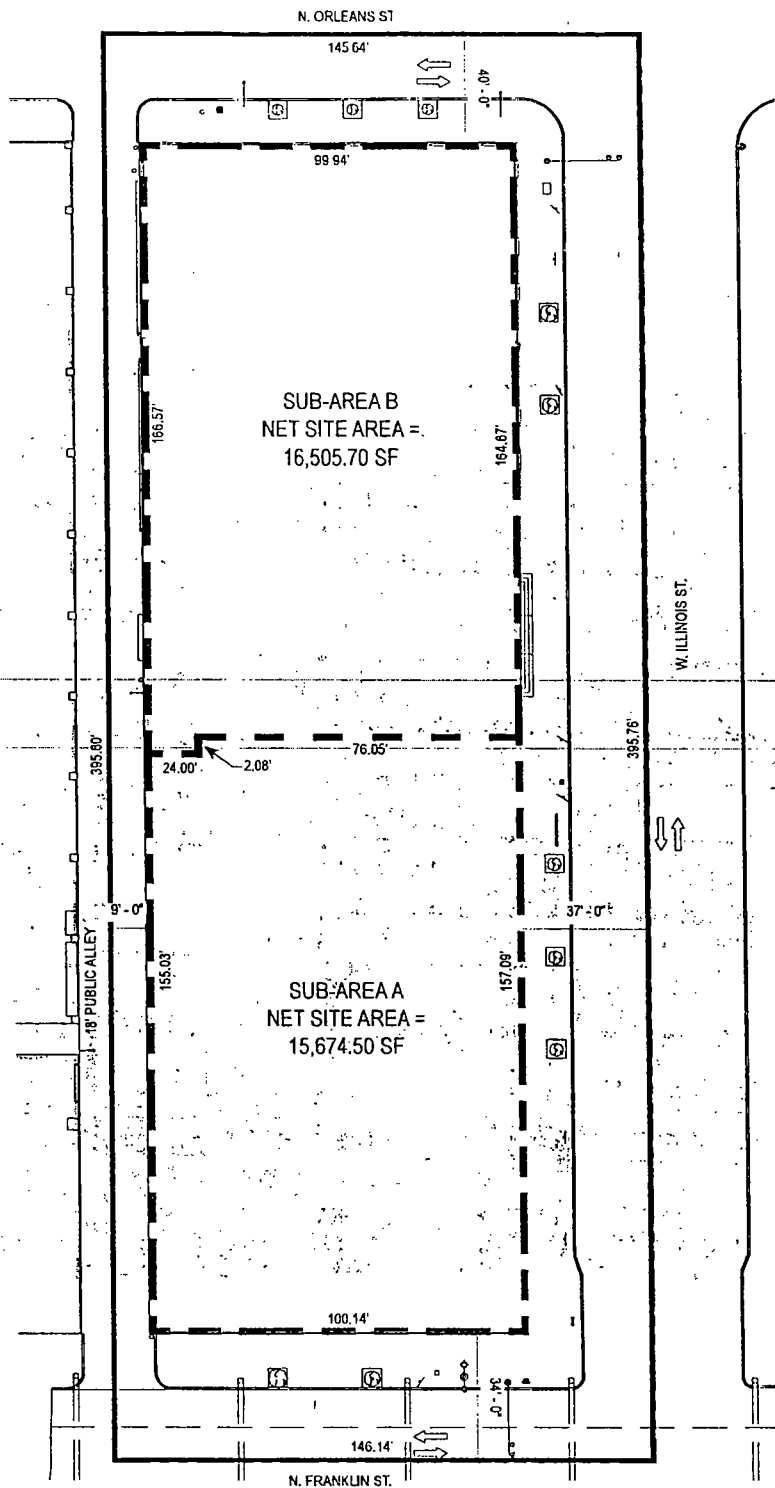 N. ORLEANS ST
145 64'
40' - 0"
99 94'
SUB-AREA B
NET SITE AREA =
16,505.70 SF
166.57'
164.67'
W. ILLINOIS ST.
395.60'
395.76'
76.05'
24.00'
2.08'
9' - 0"
37' - 0"
18' PUBLIC ALLEY
155.03'
157.09'
SUB-AREA A
NET SITE AREA =
15,674.50 SF
100.14'
34' - 0"
146.14'
N. FRANKLIN ST.